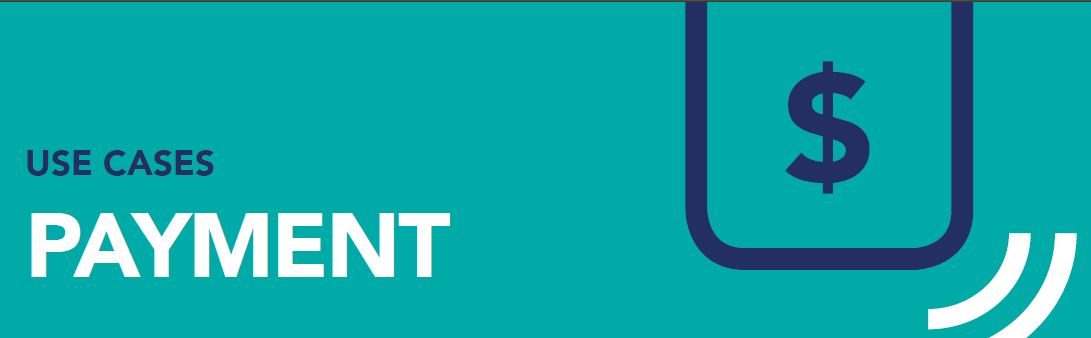 USE CASES
PAYMENT
$